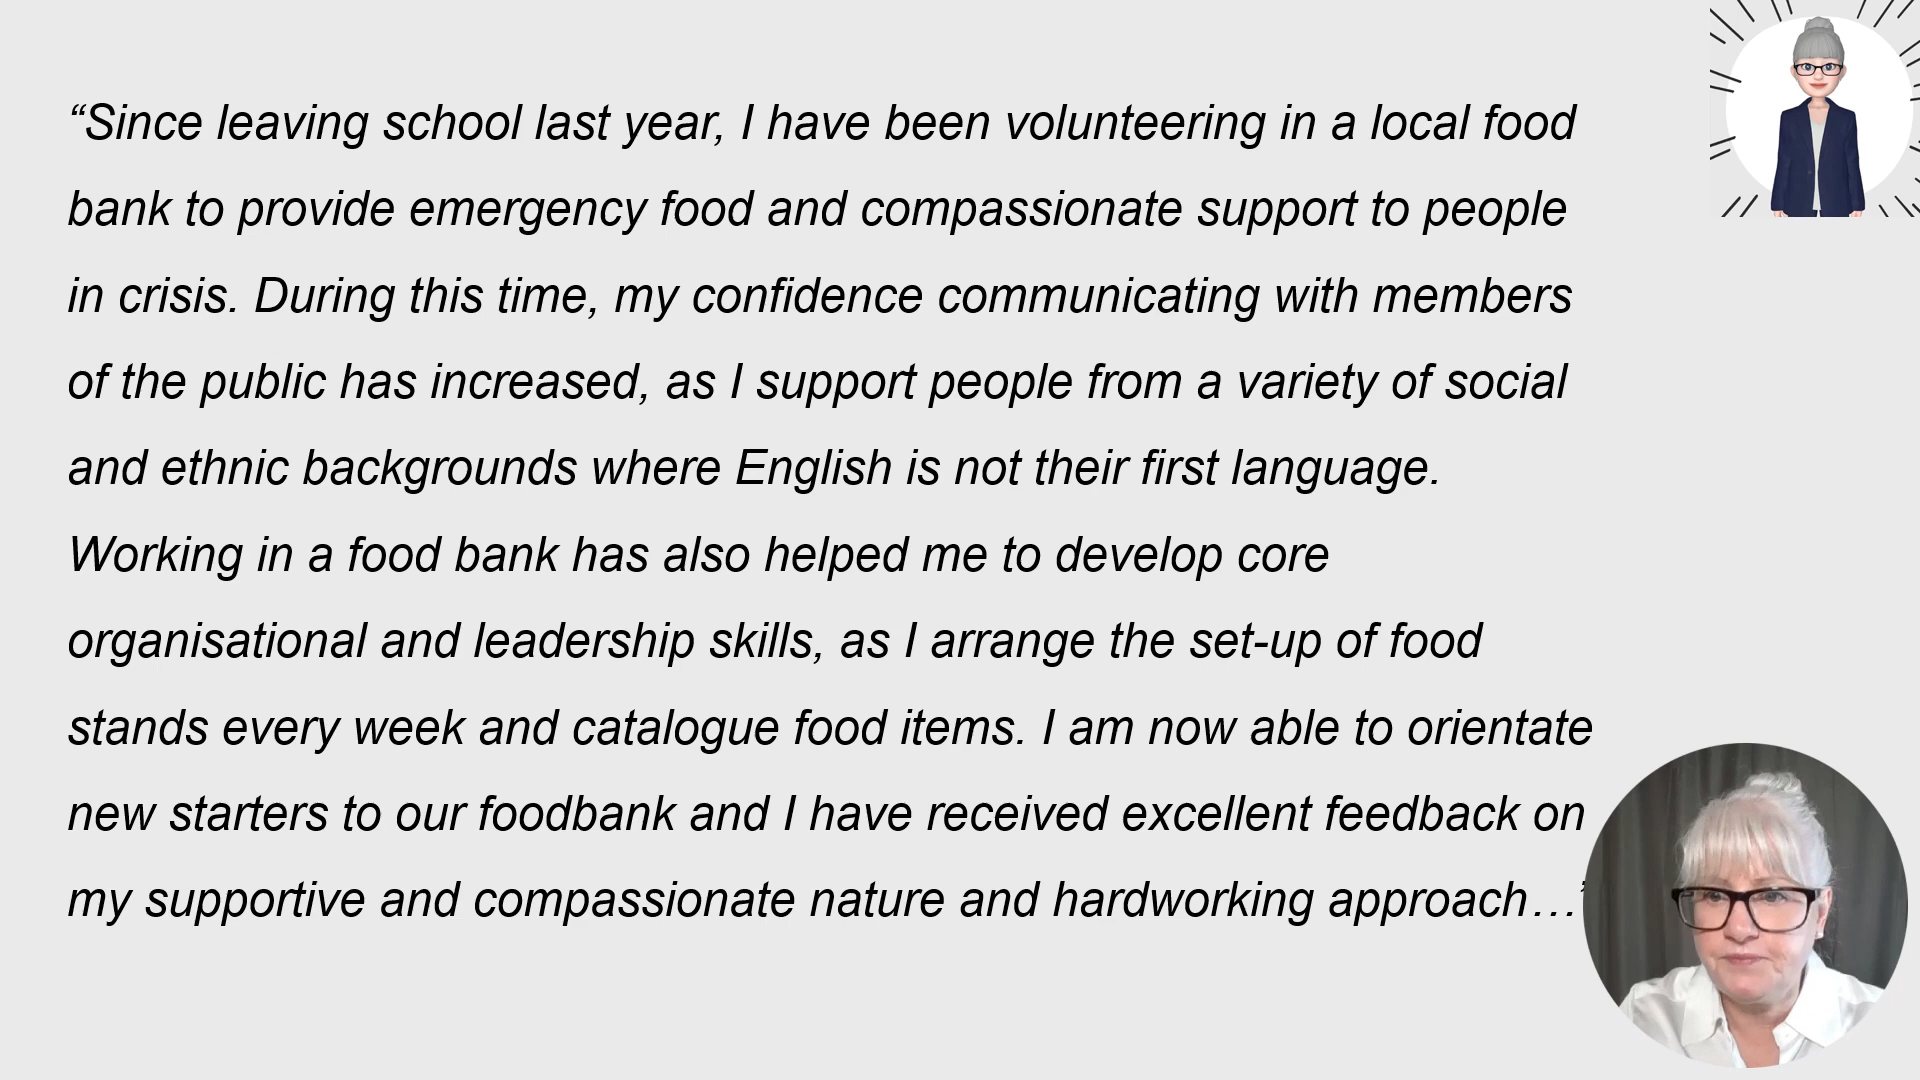 “Since leaving school last year, I have been volunteering in a local food
bank to provide emergency food and compassionate support to people
in crisis. During this time, my confidence communicating with members
of the public has increased, as I support people from a variety of social
and ethnic backgrounds where English is not their first language.
Working in a food bank has also helped me to develop core
organisational and leadership skills, as I arrange the set-up of food
stands every week and catalogue food items. I am now able to orientate
new starters to our foodbank and I have received excellent feedback on
my supportive and compassionate nature and hardworking approach…”